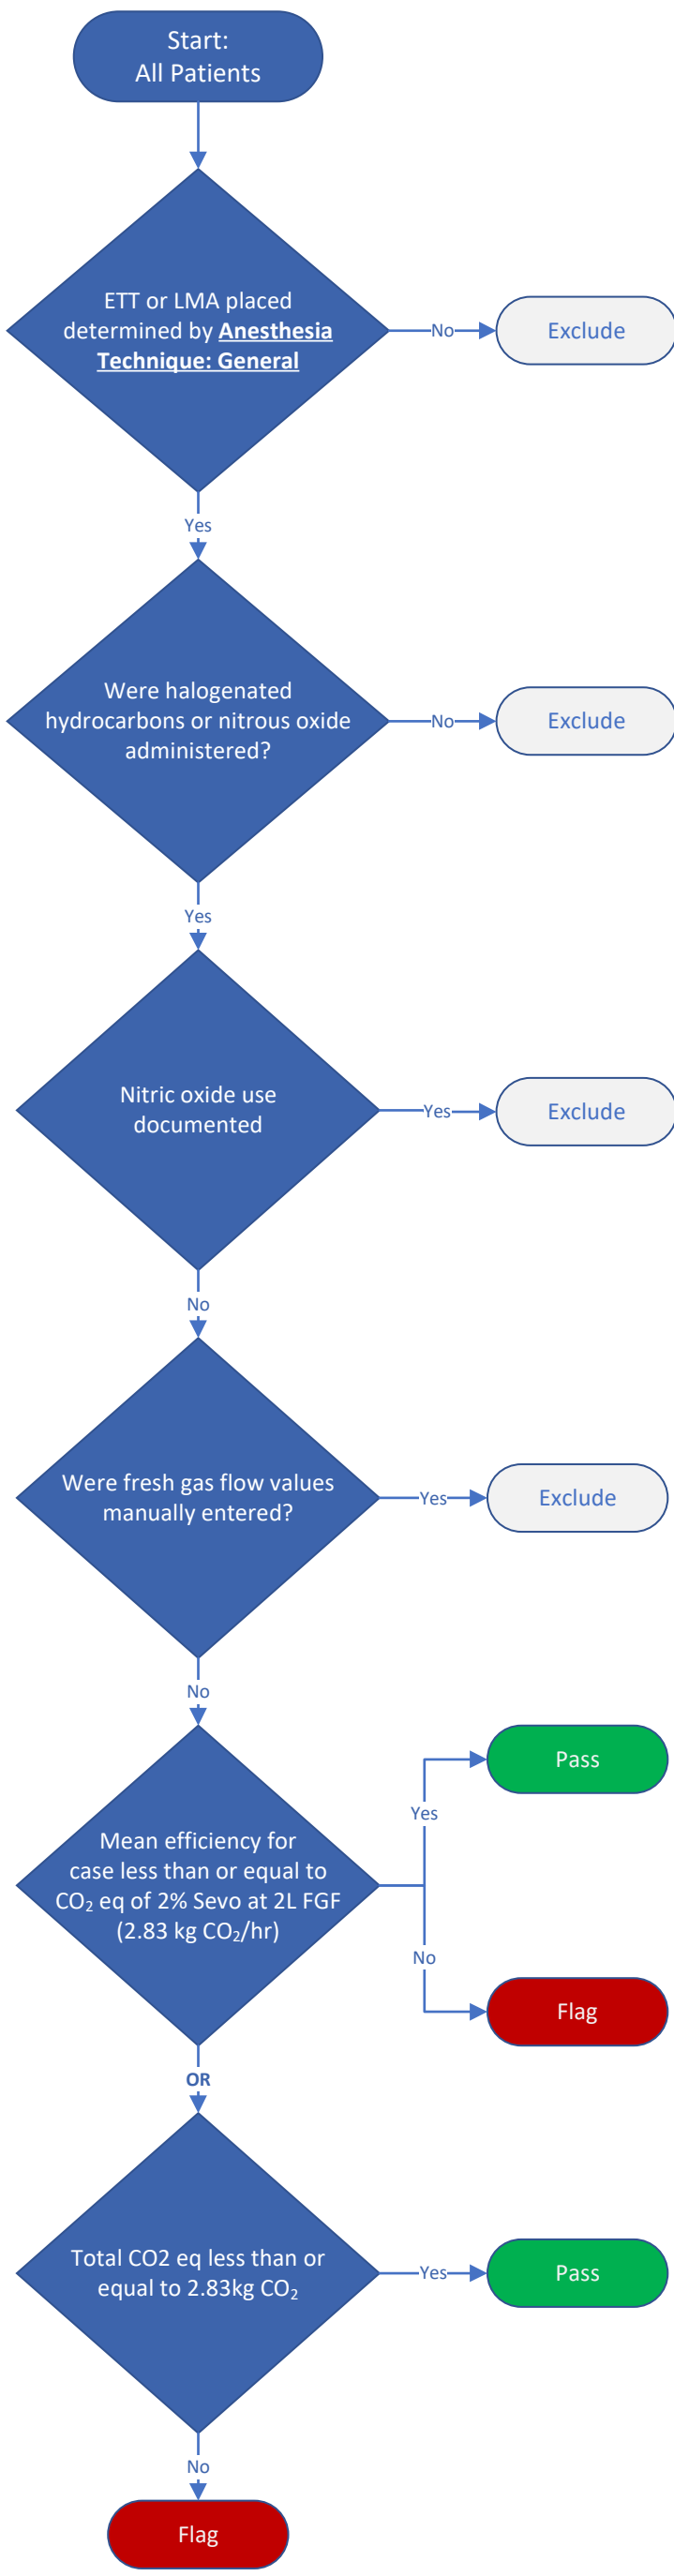 Start:
All Patients
ETT or LMA placed
determined by Anesthesia
Technique: General
No
Exclude
Yes
Were halogenated
hydrocarbons or nitrous oxide
administered?
No
Exclude
Yes
Nitric oxide use
documented
Yes
Exclude
No
Were fresh gas flow values
manually entered?
Yes
Exclude
No
Mean efficiency for
case less than or equal to
CO₂ eq of 2% Sevo at 2L FGF
(2.83 kg CO₂/hr)
Yes
Pass
No
Flag
OR
Total CO2 eq less than or
equal to 2.83kg CO₂
Yes
Pass
No
Flag